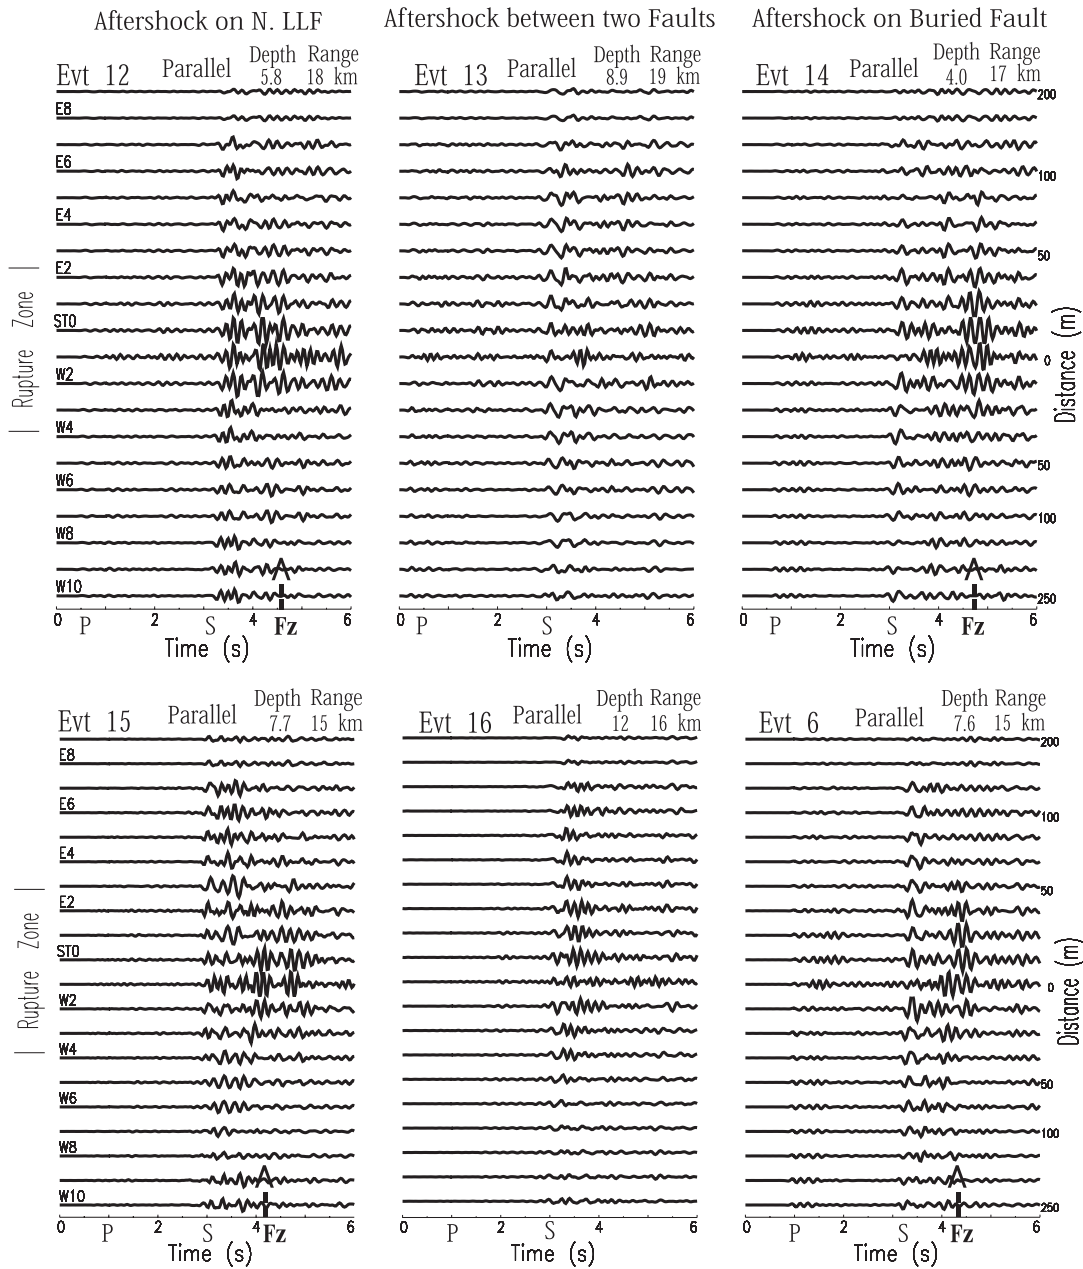 Aftershock on N. LLF
Aftershock between two Faults
Aftershock on Buried Fault
Evt 12 Parallel Depth Range
5.8 18 km
Evt 13 Parallel Depth Range
8.9 19 km
Evt 14 Parallel Depth Range
4.0 17 km
E8
E6
E4
E2
ST0
W2
W4
W6
W8
W10
Rupture Zone
200
100
50
0
50
100
250
Distance (m)
0 2 4 6
P S Fz
Time (s)
0 2 4 6
P S
Time (s)
0 2 4 6
P S Fz
Time (s)
Evt 15 Parallel Depth Range
7.7 15 km
Evt 16 Parallel Depth Range
12 16 km
Evt 6 Parallel Depth Range
7.6 15 km
E8
E6
E4
E2
ST0
W2
W4
W6
W8
W10
Rupture Zone
200
100
50
0
50
100
250
Distance (m)
0 2 4 6
P S Fz
Time (s)
0 2 4 6
P S
Time (s)
0 2 4 6
P S Fz
Time (s)